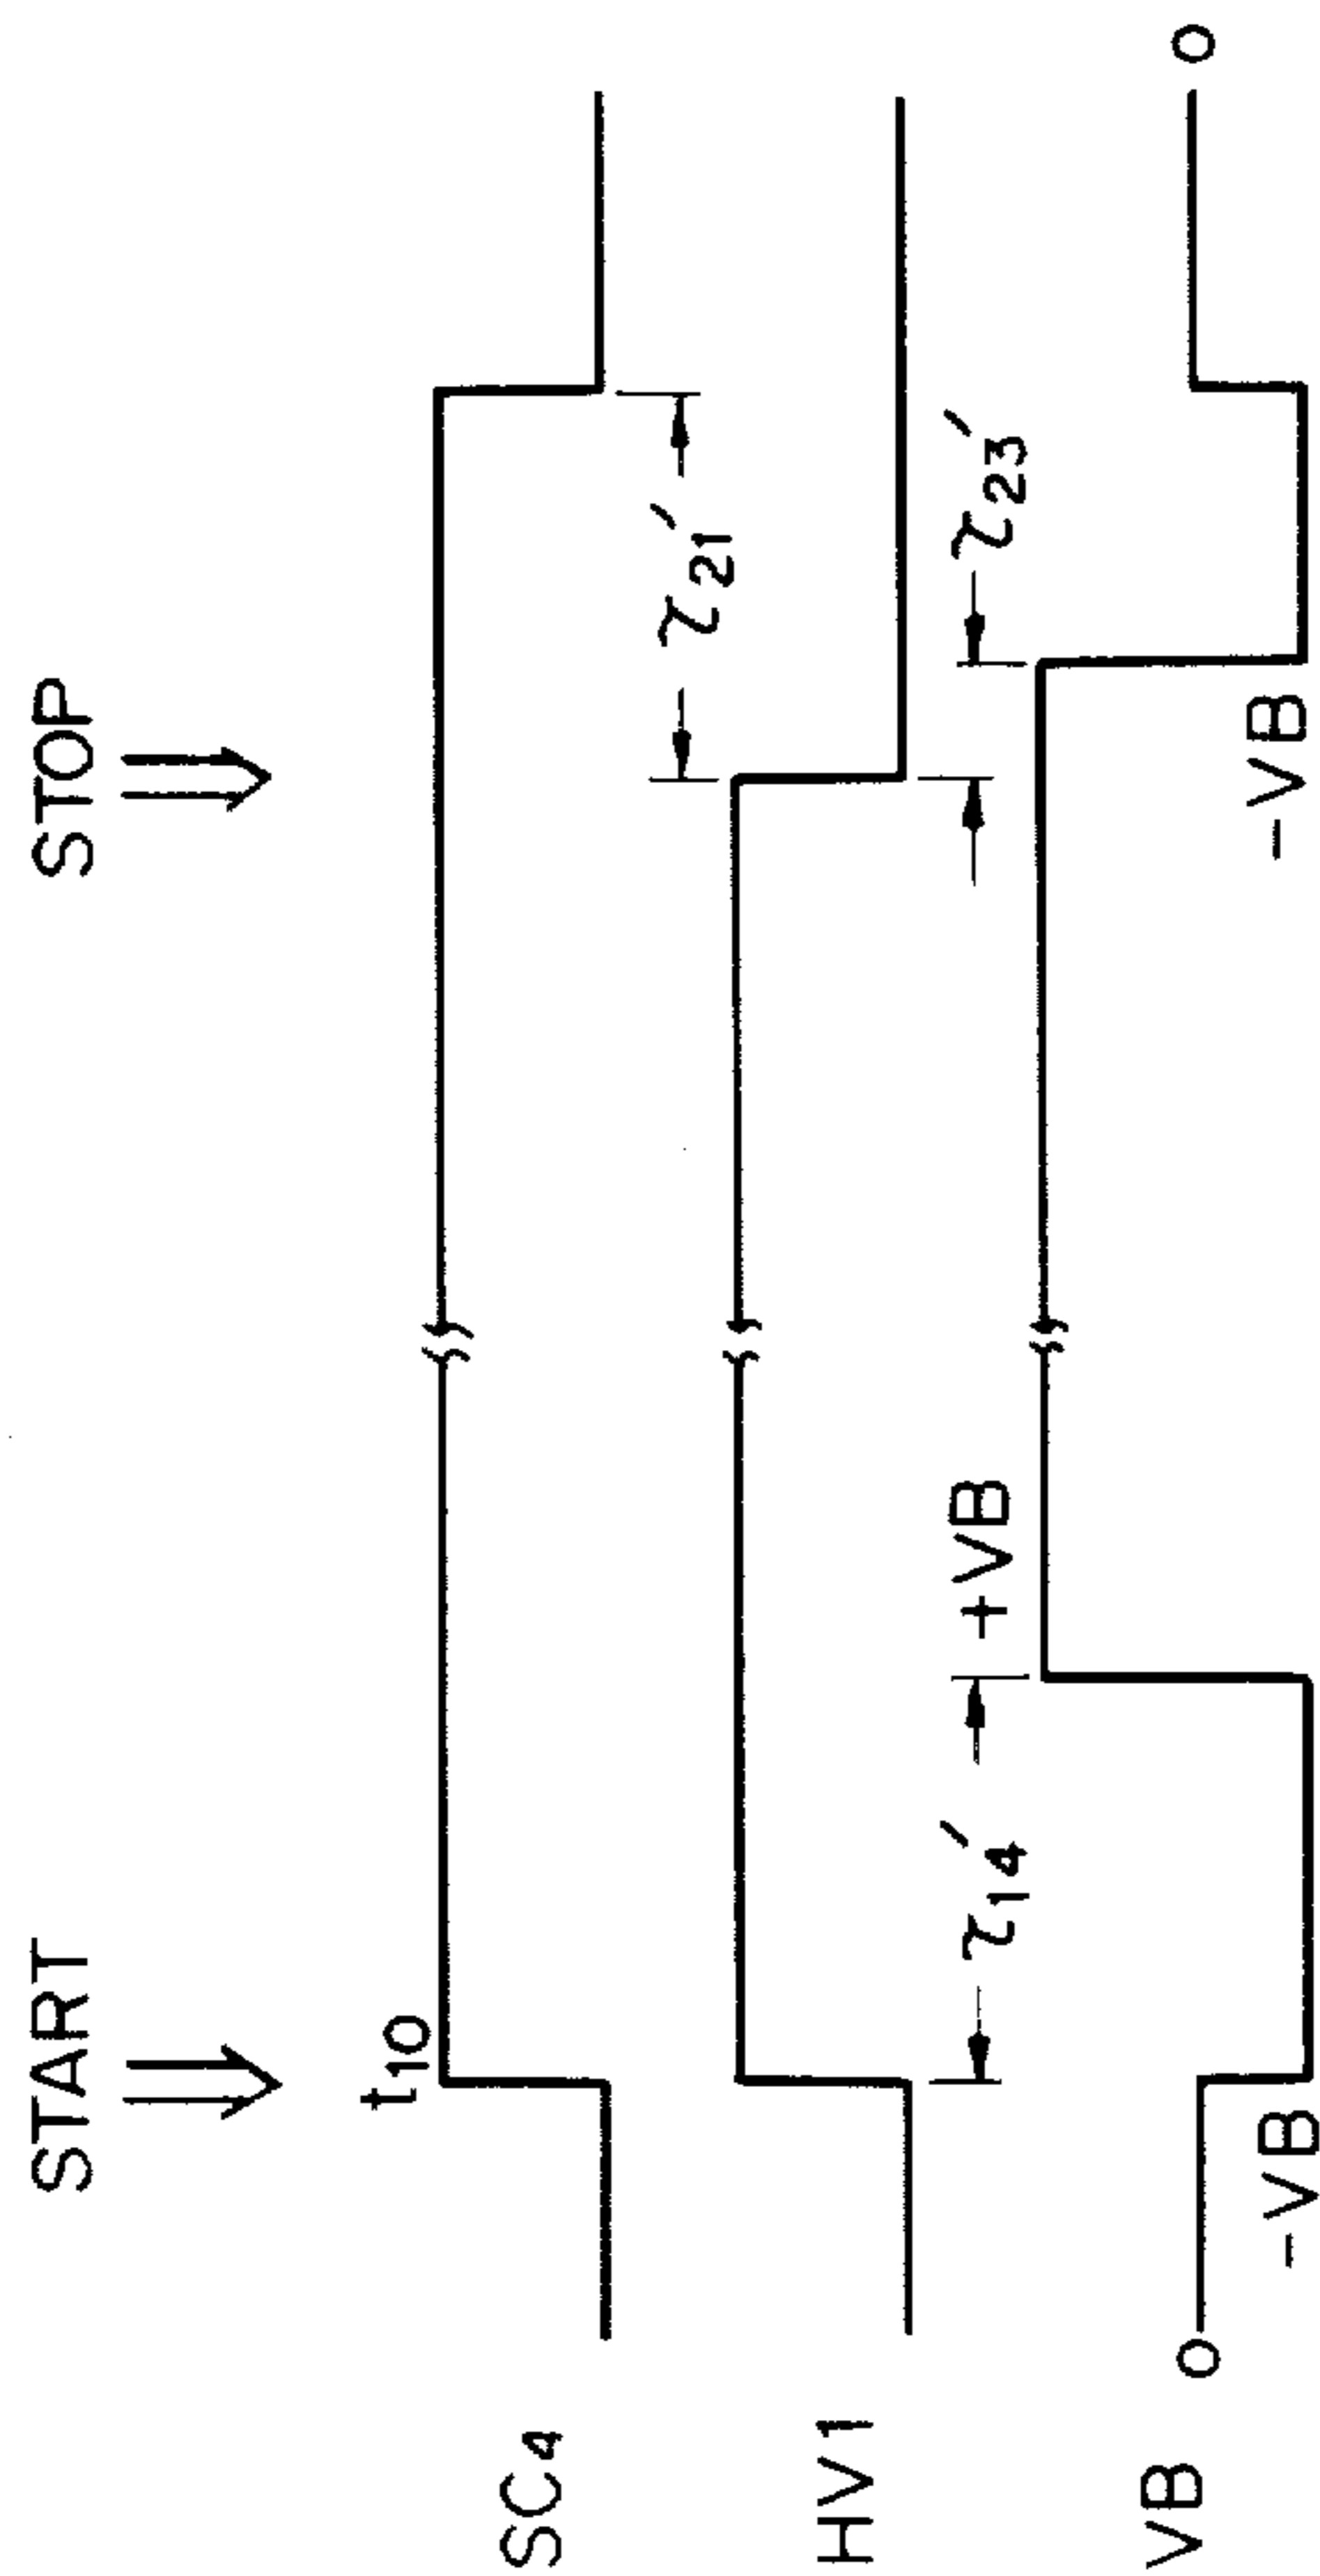 START
STOP
t10
SC4
τ21′
HV1
τ14′
+VB
τ23′
VB
0
-VB
-VB
0